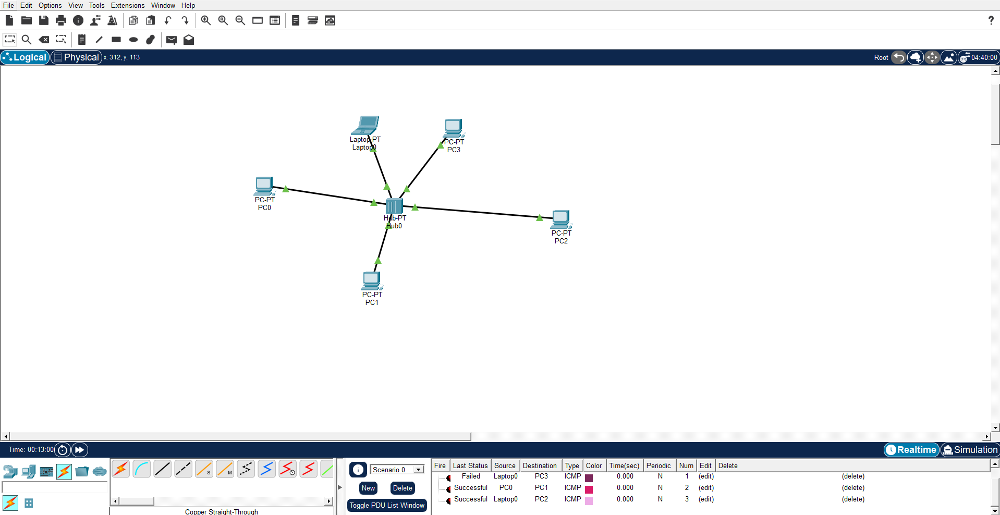 File Edit Options View Tools Extensions Window Help
?
Logical Physical x: 312, y: 113 Root 04:40:00
Laptop-PT
Laptop0
PC-PT
PC3
PC-PT
PC0
Hub-PT
Hub0
PC-PT
PC2
PC-PT
PC1
Time: 00:13:00 Realtime Simulation
S M
Copper Straight-Through
Scenario 0
New Delete
Toggle PDU List Window
Fire Last Status Source Destination Type Color Time(sec) Periodic Num Edit Delete
Failed Laptop0 PC3 ICMP 0.000 N 1 (edit) (delete)
Successful PC0 PC1 ICMP 0.000 N 2 (edit) (delete)
Successful Laptop0 PC2 ICMP 0.000 N 3 (edit) (delete)